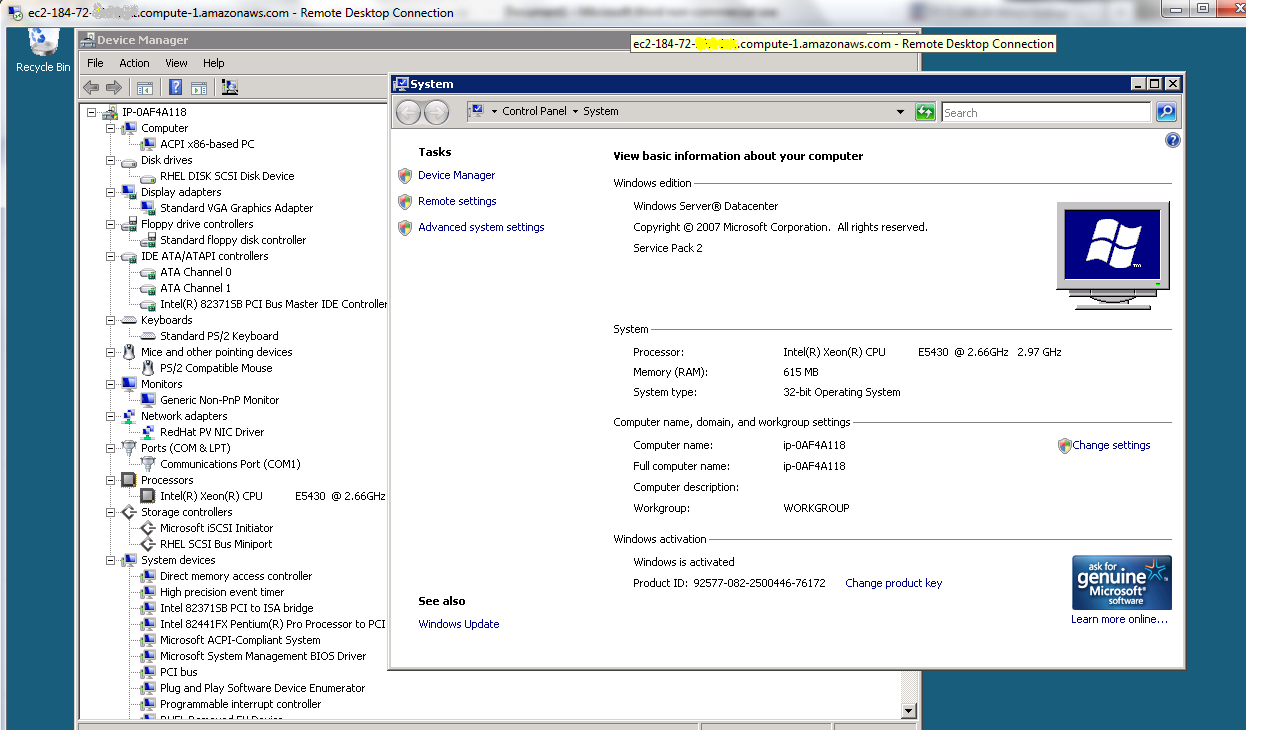 ec2-184-72-
.compute-1.amazonaws.com - Remote Desktop Connection
ec2-184-72-
.compute-1.amazonaws.com - Remote Desktop Connection
Recycle Bin
Device Manager
File Action View Help
IP-0AF4A118
Computer
ACPI x86-based PC
Disk drives
RHEL DISK SCSI Disk Device
Display adapters
Standard VGA Graphics Adapter
Floppy drive controllers
Standard floppy disk controller
IDE ATA/ATAPI controllers
ATA Channel 0
ATA Channel 1
Intel(R) 82371SB PCI Bus Master IDE Controller
Keyboards
Standard PS/2 Keyboard
Mice and other pointing devices
PS/2 Compatible Mouse
Monitors
Generic Non-PnP Monitor
Network adapters
RedHat PV NIC Driver
Ports (COM & LPT)
Communications Port (COM1)
Processors
Intel(R) Xeon(R) CPU E5430 @ 2.66GHz
Storage controllers
Microsoft iSCSI Initiator
RHEL SCSI Bus Miniport
System devices
Direct memory access controller
High precision event timer
Intel 82371SB PCI to ISA bridge
Intel 82441FX Pentium(R) Pro Processor to PCI
Microsoft ACPI-Compliant System
Microsoft System Management BIOS Driver
PCI bus
Plug and Play Software Device Enumerator
Programmable interrupt controller
System
Control Panel System
Search
Tasks
Device Manager
Remote settings
Advanced system settings
See also
Windows Update
View basic information about your computer
Windows edition
Windows Server® Datacenter
Copyright © 2007 Microsoft Corporation. All rights reserved.
Service Pack 2
System
Processor: Intel(R) Xeon(R) CPU E5430 @ 2.66GHz 2.97 GHz
Memory (RAM): 615 MB
System type: 32-bit Operating System
Computer name, domain, and workgroup settings
Computer name: ip-0AF4A118
Change settings
Full computer name: ip-0AF4A118
Computer description:
Workgroup: WORKGROUP
Windows activation
Windows is activated
Product ID: 92577-082-2500446-76172 Change product key
ask for
genuine
Microsoft®
software
Learn more online...